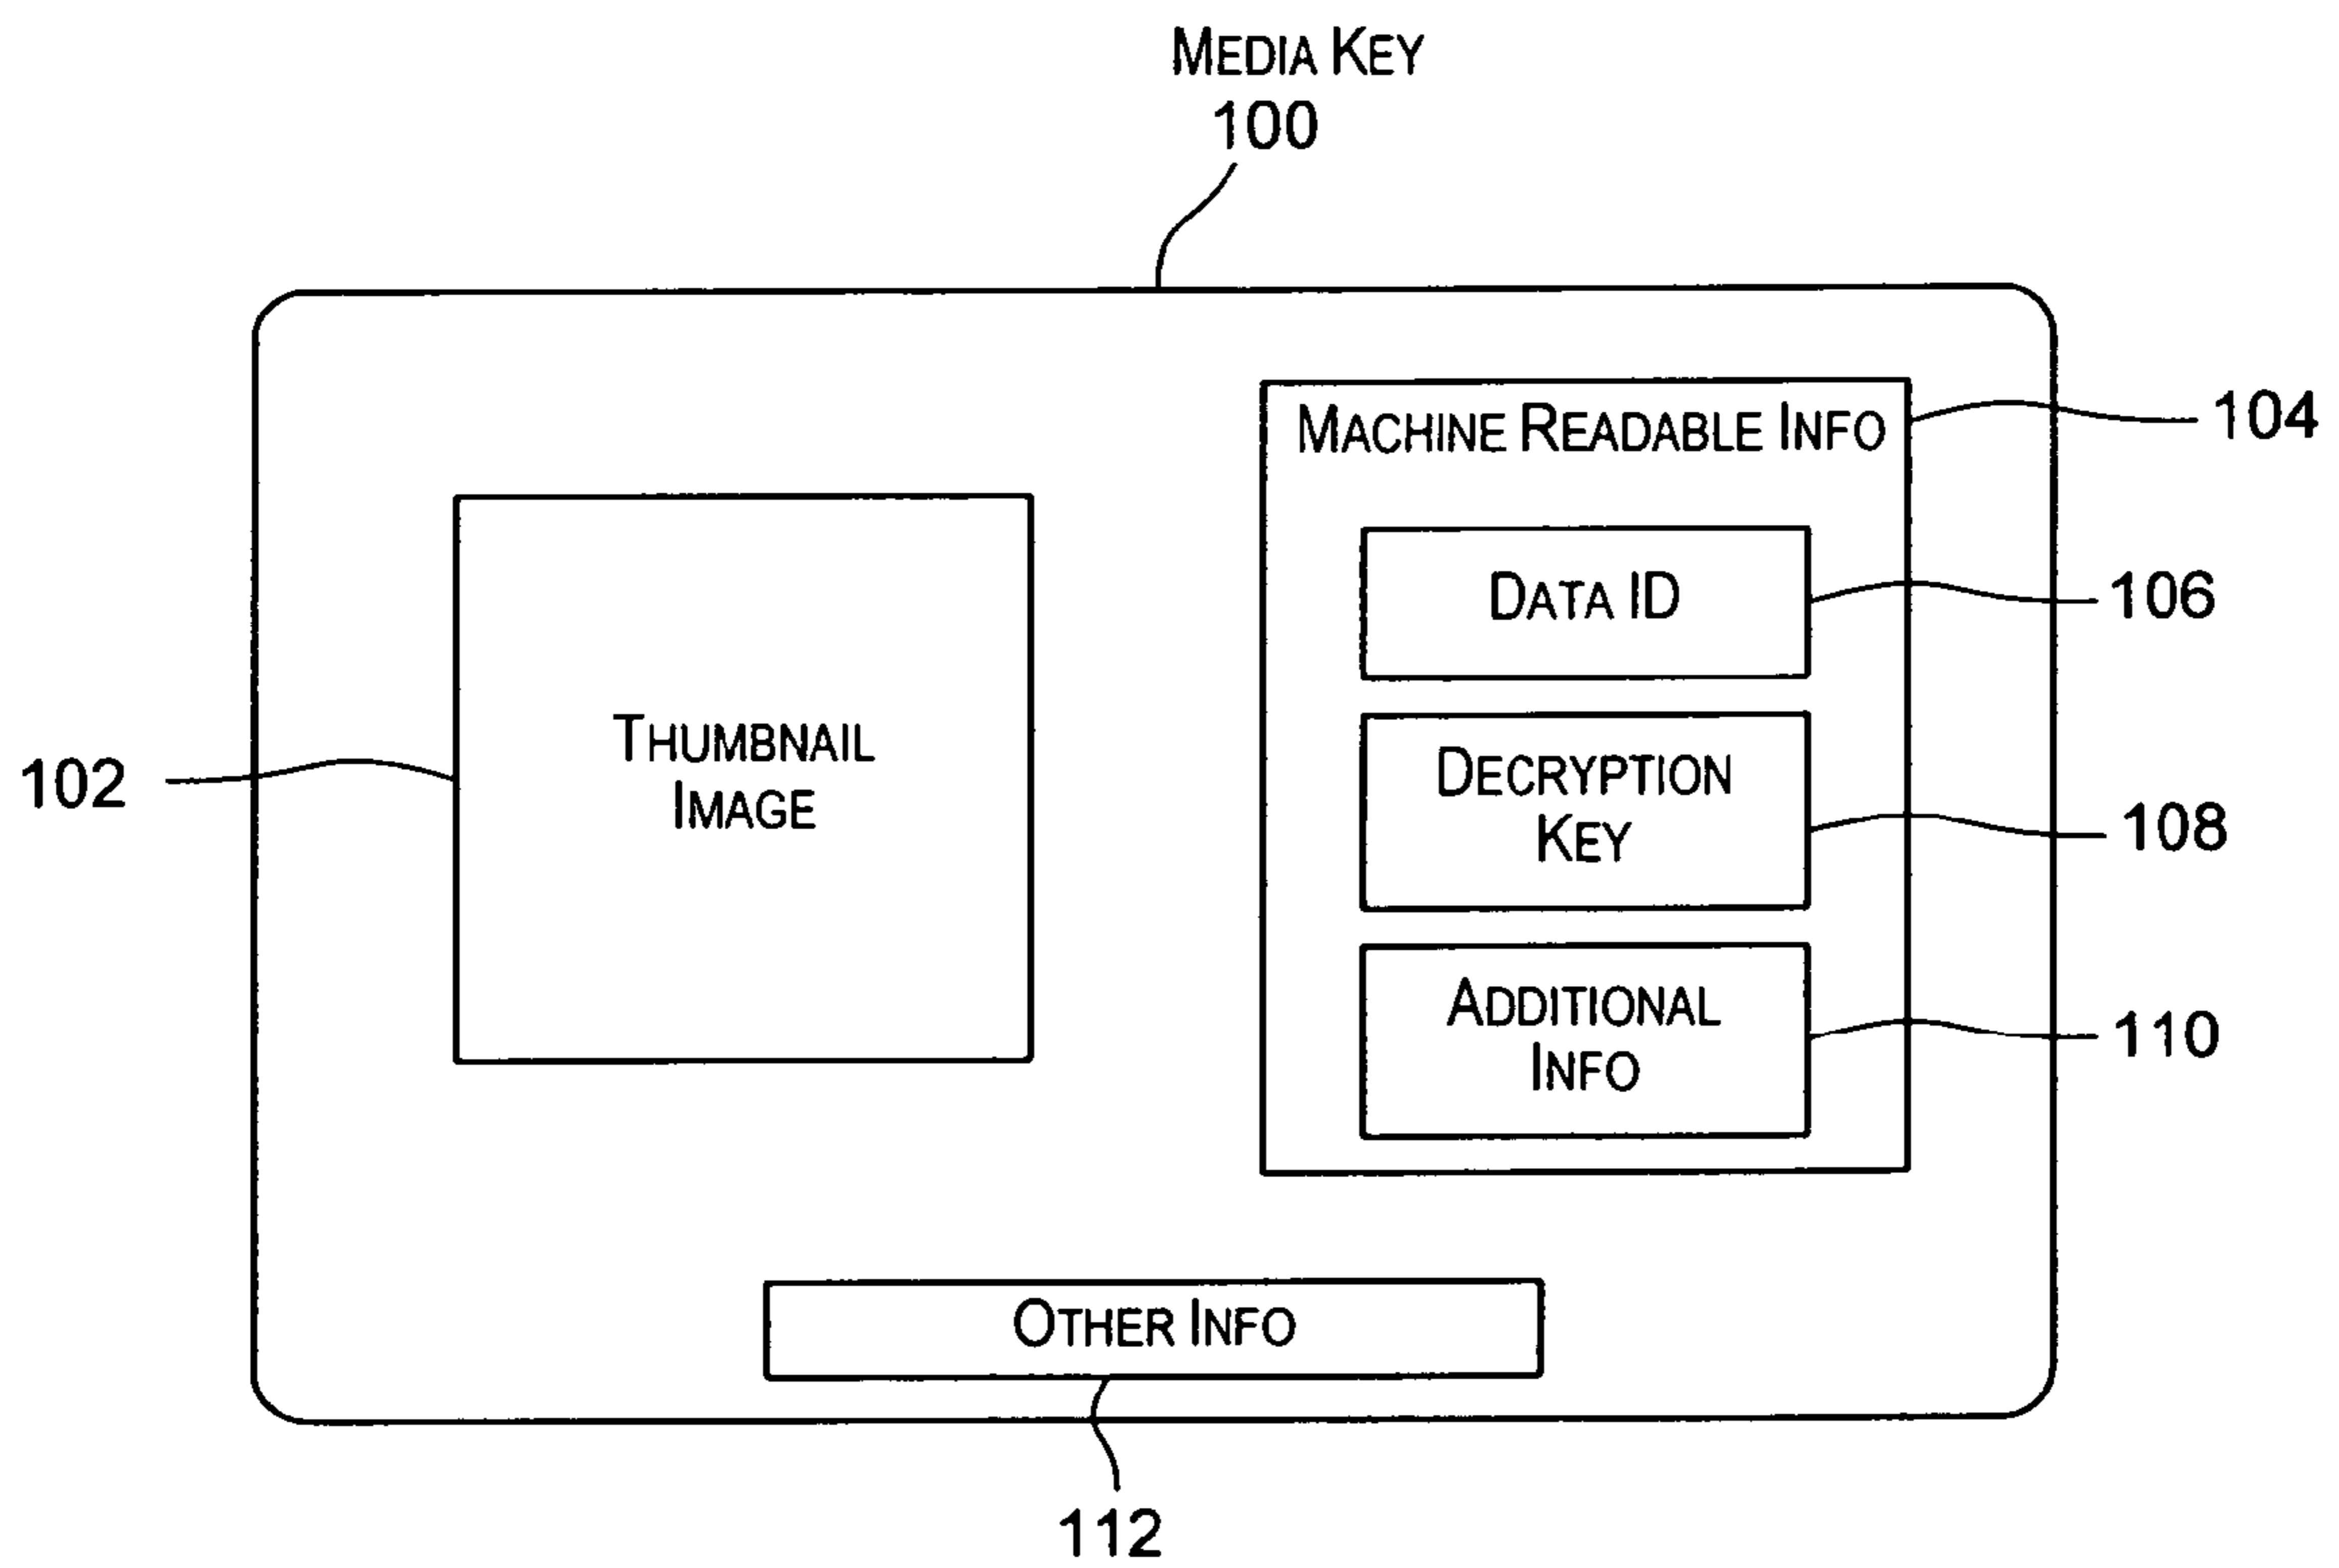 MEDIA KEY
100
MACHINE READABLE INFO
104
DATA ID
106
THUMBNAIL
IMAGE
102
DECRYPTION
KEY
108
ADDITIONAL
INFO
110
OTHER INFO
112